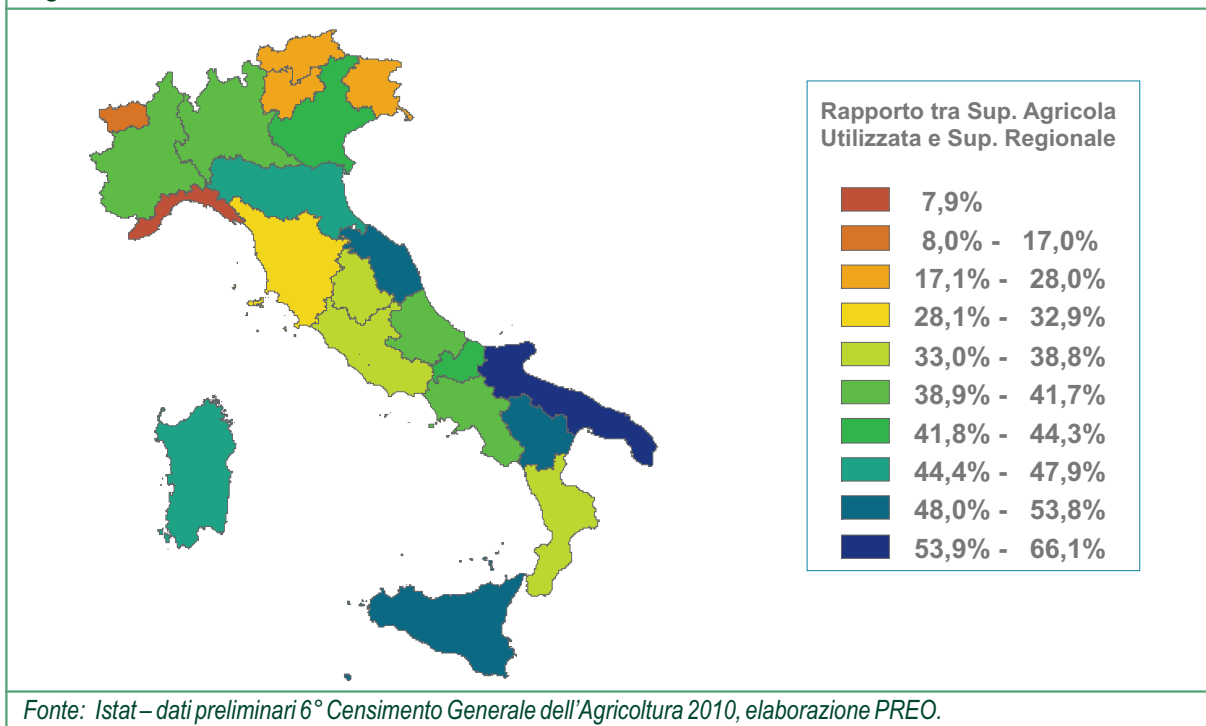 Rapporto tra Sup. Agricola
Utilizzata e Sup. Regionale
7,9%
8,0% - 17,0%
17,1% - 28,0%
28,1% - 32,9%
33,0% - 38,8%
38,9% - 41,7%
41,8% - 44,3%
44,4% - 47,9%
48,0% - 53,8%
53,9% - 66,1%
Fonte: Istat – dati preliminari 6° Censimento Generale dell'Agricoltura 2010, elaborazione PREO.